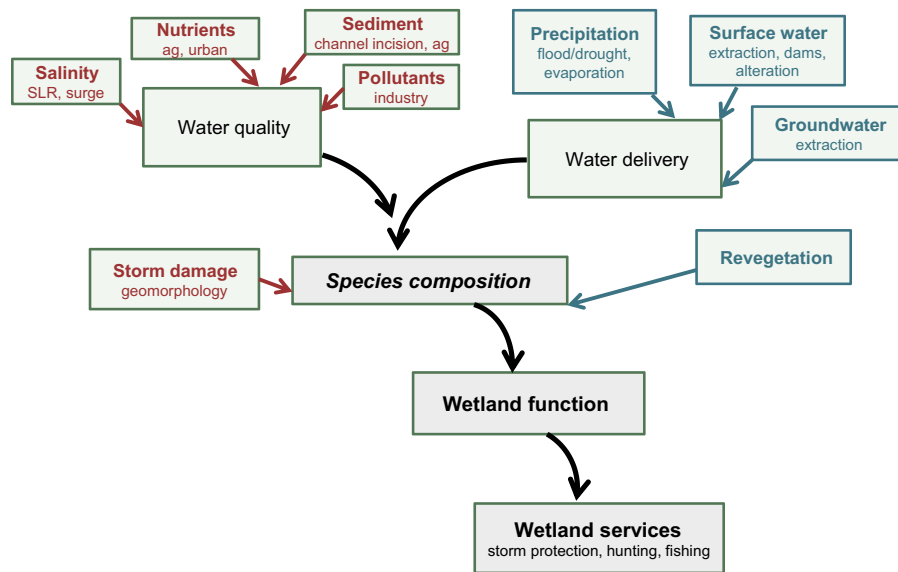 Nutrients
ag, urban
Sediment
channel incision, ag
Salinity
SLR, surge
Pollutants
industry
Water quality
Precipitation
flood/drought,
evaporation
Surface water
extraction, dams,
alteration
Groundwater
extraction
Water delivery
Storm damage
geomorphology
Species composition
Revegetation
Wetland function
Wetland services
storm protection, hunting, fishing